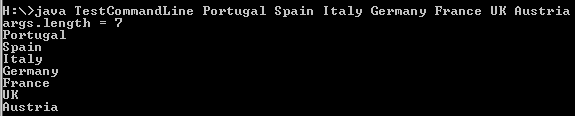 H:\>java TestCommandLine Portugal Spain Italy Germany France UK Austria
args.length = 7
Portugal
Spain
Italy
Germany
France
UK
Austria